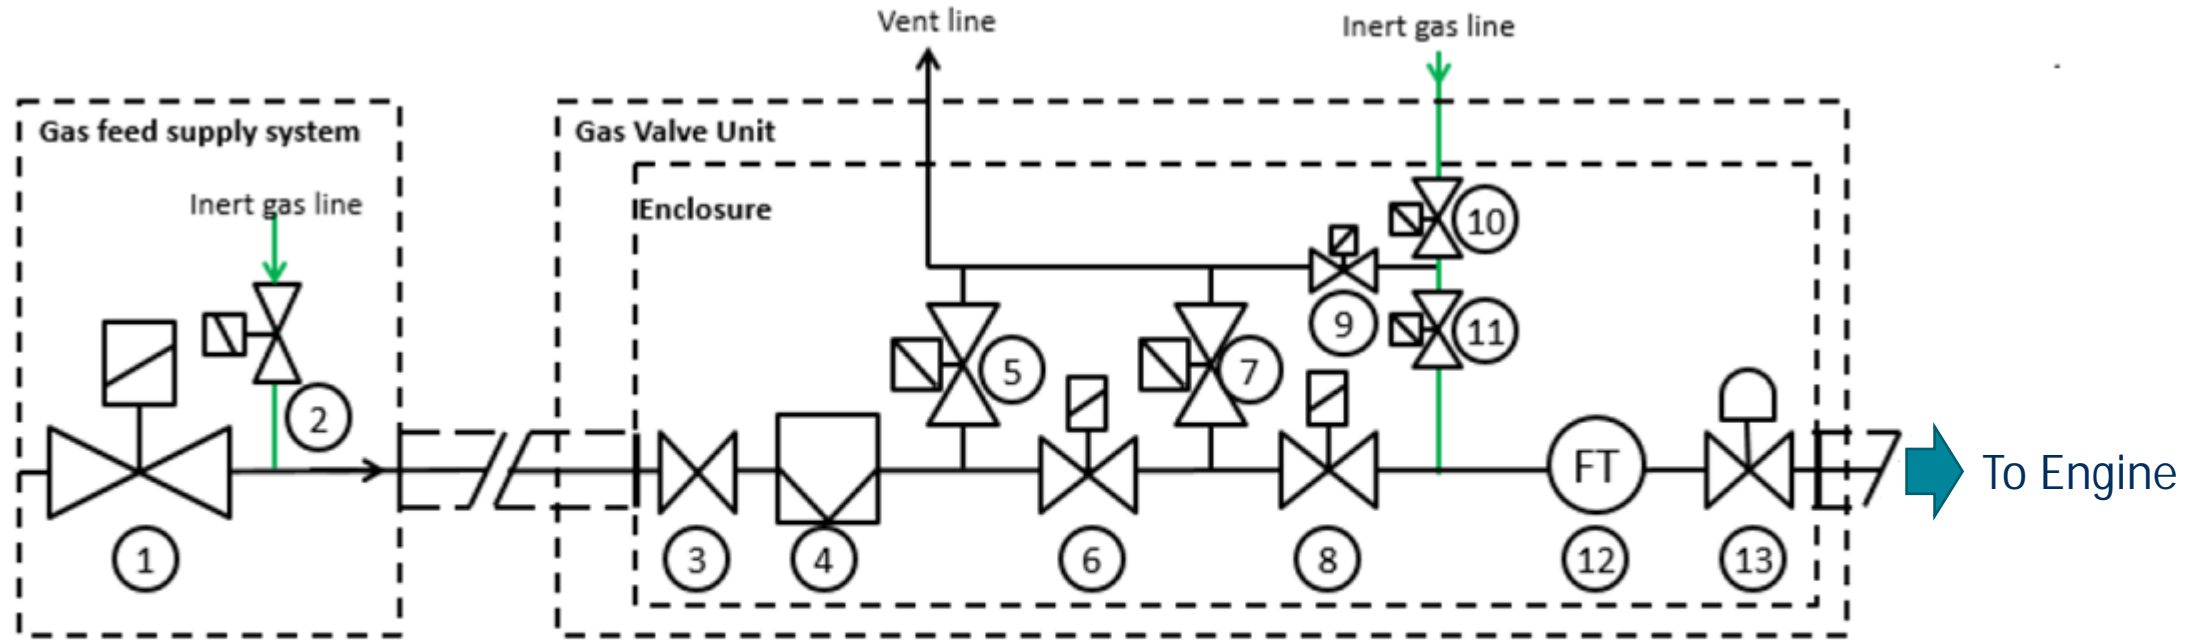 Vent line
Inert gas line
Gas feed supply system
Gas Valve Unit
Inert gas line
Enclosure
10
9
11
5
7
2
FT
To Engine
1
3
4
6
8
12
13